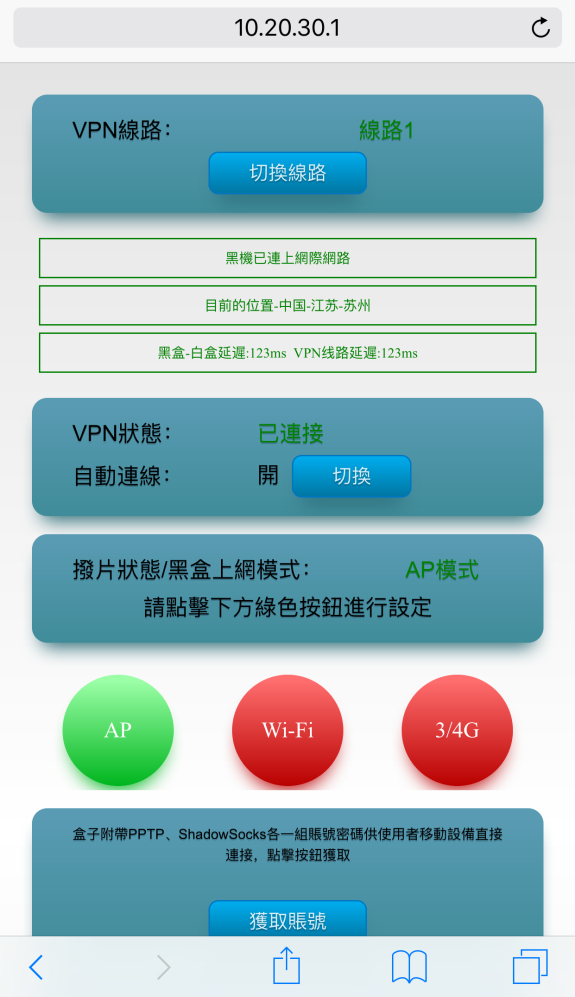 10.20.30.1
VPN線路： 線路1
切換線路
黑機已連上網際網路
目前的位置-中国-江苏-苏州
黑盒-白盒延遲:123ms VPN线路延遲:123ms
VPN狀態： 已連接
自動連線： 開 切換
撥片狀態/黑盒上網模式： AP模式
請點擊下方綠色按鈕進行設定
AP Wi-Fi 3/4G
盒子附帶PPTP、ShadowSocks各一組賬號密碼供使用者移動設備直接
連接，點擊按鈕獲取
獲取賬號